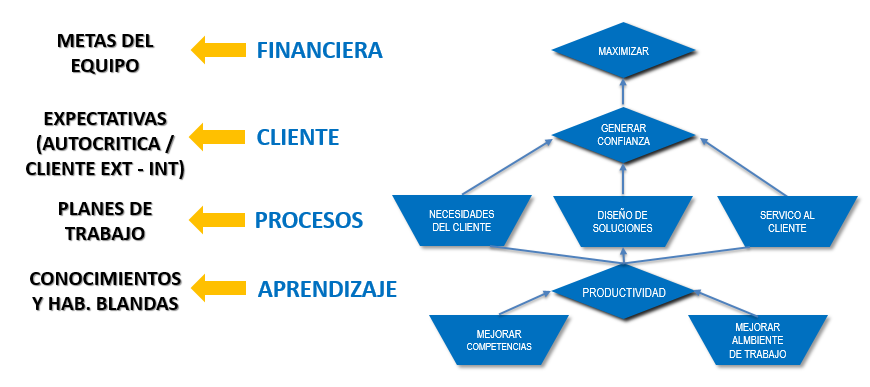 METAS DEL
EQUIPO
FINANCIERA
MAXIMIZAR
EXPECTATIVAS
(AUTOCRITICA /
CLIENTE EXT - INT)
CLIENTE
GENERAR
CONFIANZA
PLANES DE
TRABAJO
PROCESOS
NECESIDADES
DEL CLIENTE
DISEÑO DE
SOLUCIONES
SERVICO AL
CLIENTE
CONOCIMIENTOS
Y HAB. BLANDAS
APRENDIZAJE
PRODUCTIVIDAD
MEJORAR
COMPETENCIAS
MEJORAR
ALMBIENTE
DE TRABAJO